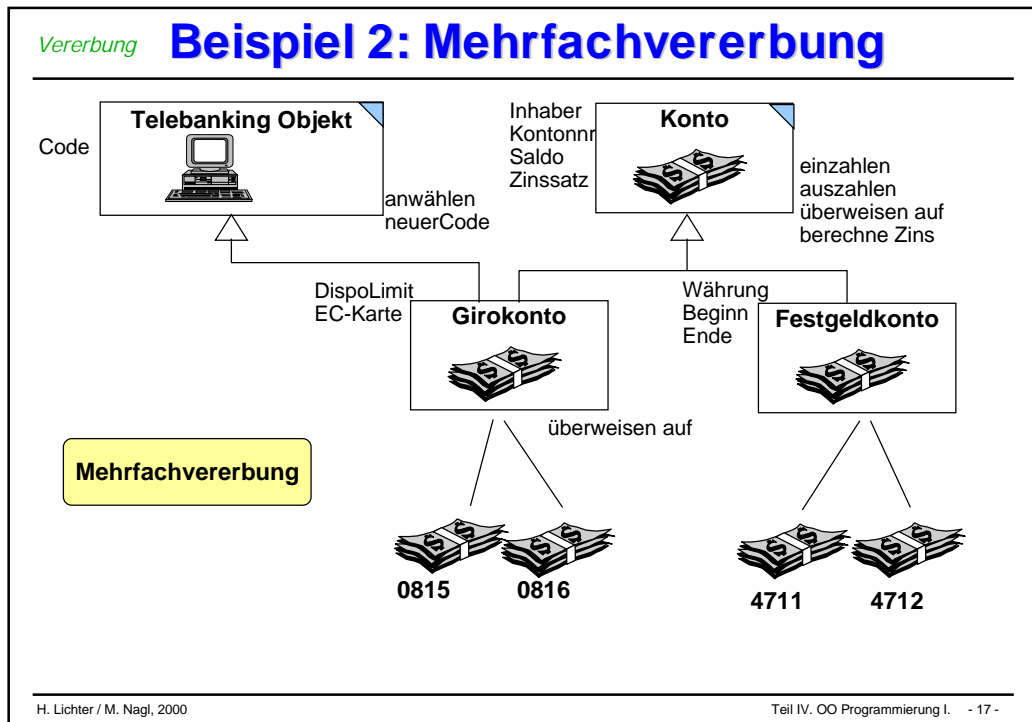 Vererbung
Beispiel 2: Mehrfachvererbung
Telebanking Objekt
Code
anwählen
neuerCode
Inhaber
Kontonnr
Saldo
Zinssatz
Konto
einzahlen
auszahlen
überweisen auf
berechne Zins
DispoLimit
EC-Karte
Girokonto
überweisen auf
Währung
Beginn
Ende
Festgeldkonto
Mehrfachvererbung
0815
0816
4711
4712
H. Lichter / M. Nagl, 2000
Teil IV. OO Programmierung I. - 17 -